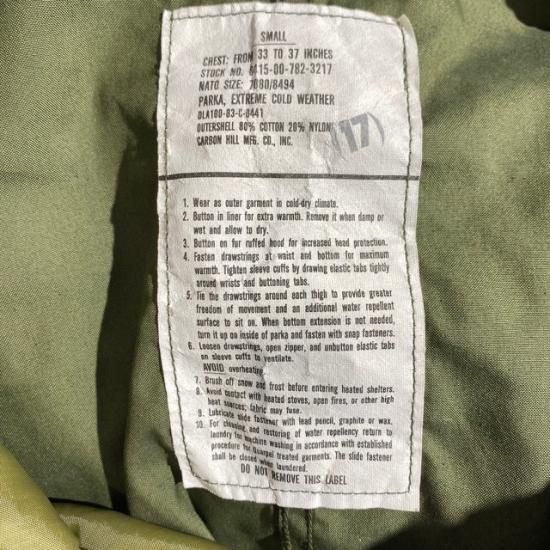 SMALL
CHEST: FROM 33 TO 37 INCHES
STOCK NO. 8415-00-782-3217
NATO SIZE: 7080/8494
PARKA, EXTREME COLD WEATHER
DLA100-83-C-0441
OUTERSHELL 80% COTTON 20% NYLON
CARBON HILL MFG. CO., INC.
(17)
1. Wear as outer garment in cold-dry climate.
2. Button in liner for extra warmth. Remove it when damp or
wet and allow to dry.
3. Button on fur ruffed hood for increased head protection.
4. Fasten drawstrings at waist and bottom for maximum
warmth. Tighten sleeve cuffs by drawing elastic tabs tightly
around wrists and buttoning tabs.
5. Tie the drawstrings around each thigh to provide greater
freedom of movement and an additional water repellent
surface to sit on. When bottom extension is not needed,
turn it up on inside of parka and fasten with snap fasteners.
6. Loosen drawstrings, open zipper, and unbutton elastic tabs
on sleeve cuffs to ventilate.
AVOID overheating.
7. Brush off snow and frost before entering heated shelters.
8. Avoid contact with heated stoves, open fires, or other high
heat sources; fabric may fuse.
9. Lubricate slide fastener with lead pencil, graphite or wax.
10. For cleaning, and restoring of water repellency return to
laundry for machine washing in accordance with established
procedure for Quarpel treated garments. The slide fastener
shall be closed when laundered.
DO NOT REMOVE THIS LABEL